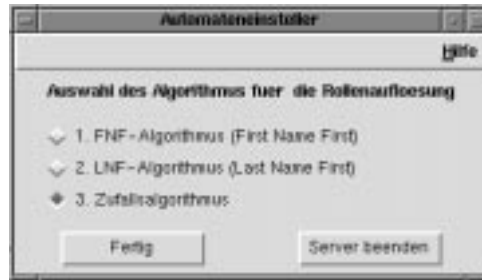 Automateneinsteller
Hilfe
Auswahl des Algorithmus fuer die Rollenaufloesung
1. FNF-Algorithmus (First Name First)
2. LNF-Algorithmus (Last Name First)
3. Zufallsalgorithmus
Fertig
Server beenden